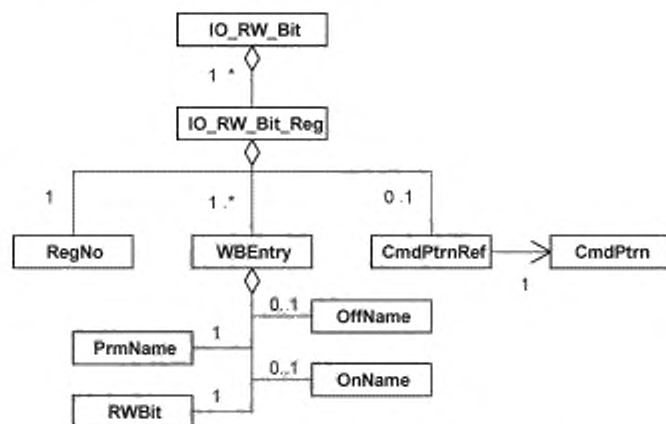 IO_RW_Bit
1 .*
IO_RW_Bit_Reg
1
1..*
0..1
RegNo
WBEntry
CmdPtrnRef
CmdPtrn
1
0..1
OffName
PrmName
1
0..1
OnName
RWBit
1